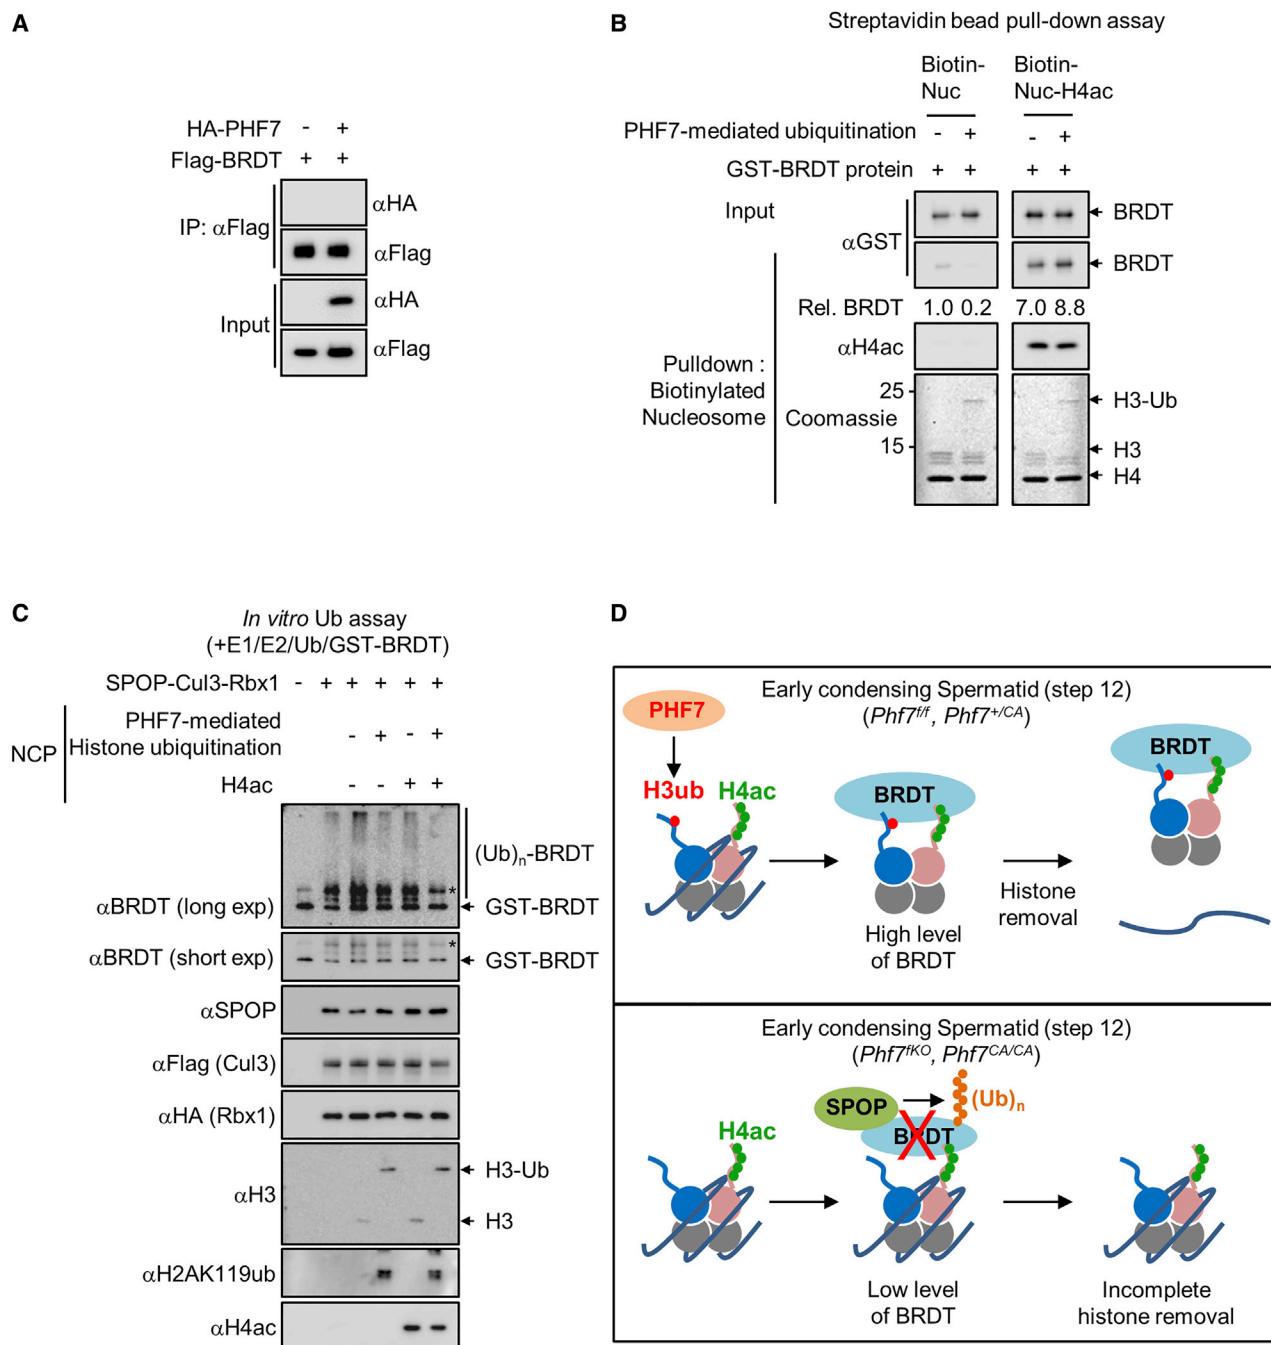 A
HA-PHF7 - +
Flag-BRDT + +
IP: αFlag
αHA
αFlag
Input
αHA
αFlag
B
Streptavidin bead pull-down assay
Biotin-
Nuc
Biotin-
Nuc-H4ac
PHF7-mediated ubiquitination - + - +
GST-BRDT protein + + + +
Input
αGST
BRDT
BRDT
Rel. BRDT 1.0 0.2 7.0 8.8
Pulldown :
Biotinylated
Nucleosome
αH4ac
Coomassie
25
15
H3-Ub
H3
H4
C
In vitro Ub assay
(+E1/E2/Ub/GST-BRDT)
SPOP-Cul3-Rbx1 - + + + + +
NCP
PHF7-mediated
Histone ubiquitination - + - +
H4ac - - + +
(Ub)n-BRDT
*
αBRDT (long exp)
GST-BRDT
*
αBRDT (short exp)
GST-BRDT
αSPOP
αFlag (Cul3)
αHA (Rbx1)
αH3
H3-Ub
H3
αH2AK119ub
αH4ac
D
Early condensing Spermatid (step 12)
(Phf7f/f, Phf7+/CA)
PHF7
H3ub H4ac
BRDT
High level
of BRDT
Histone
removal
BRDT
Early condensing Spermatid (step 12)
(Phf7fKO, Phf7CA/CA)
H4ac
SPOP
(Ub)n
BRDT
Low level
of BRDT
Incomplete
histone removal